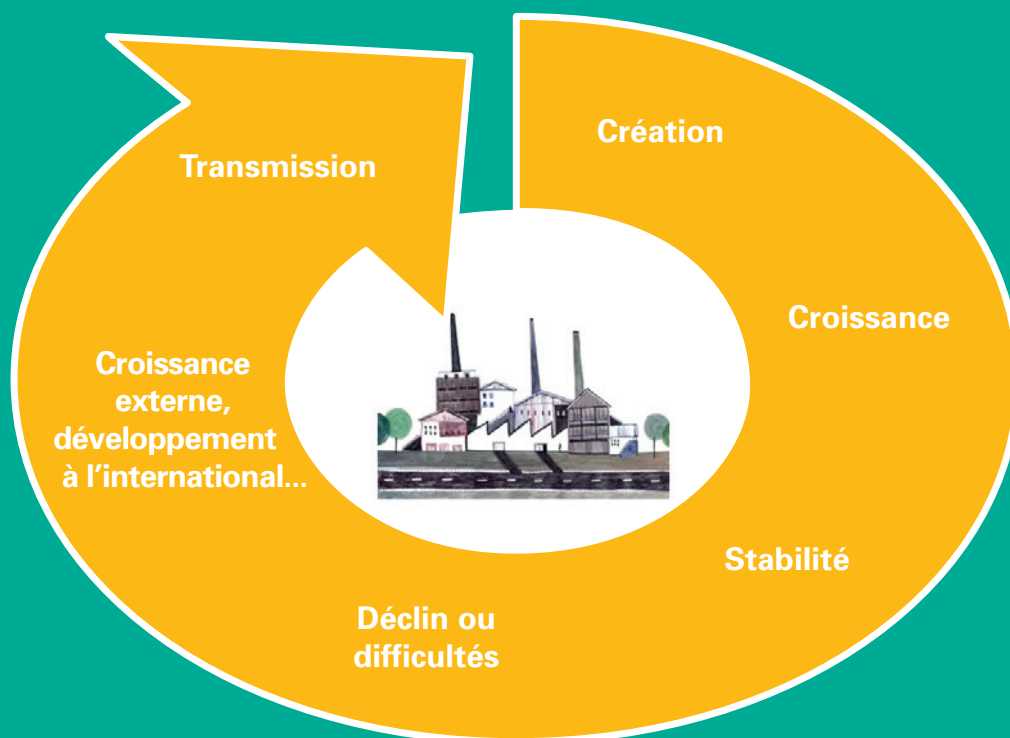 Création
Croissance
Stabilité
Déclin ou
difficultés
Croissance
externe,
développement
à l’international...
Transmission